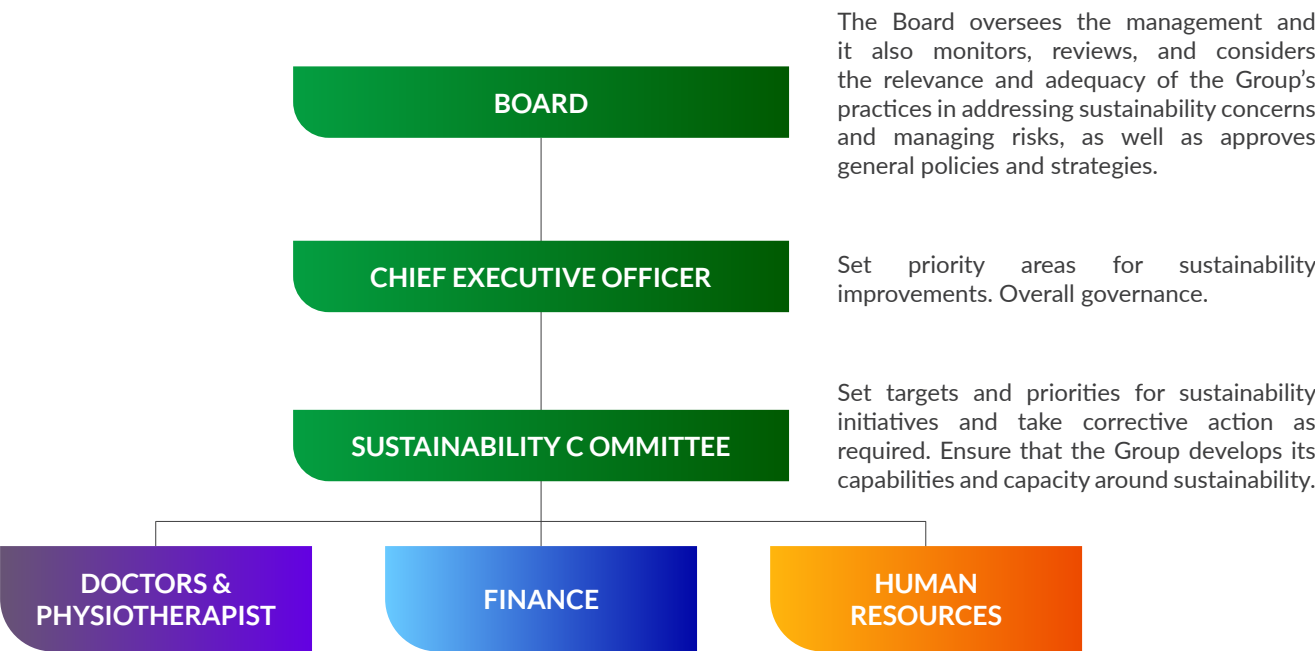 BOARD
The Board oversees the management and
it also monitors, reviews, and considers
the relevance and adequacy of the Group's
practices in addressing sustainability concerns
and managing risks, as well as approves
general policies and strategies.
CHIEF EXECUTIVE OFFICER
Set priority areas for sustainability
improvements. Overall governance.
SUSTAINABILITY C OMMITTEE
Set targets and priorities for sustainability
initiatives and take corrective action as
required. Ensure that the Group develops its
capabilities and capacity around sustainability.
DOCTORS &
PHYSIOTHERAPIST
FINANCE
HUMAN
RESOURCES